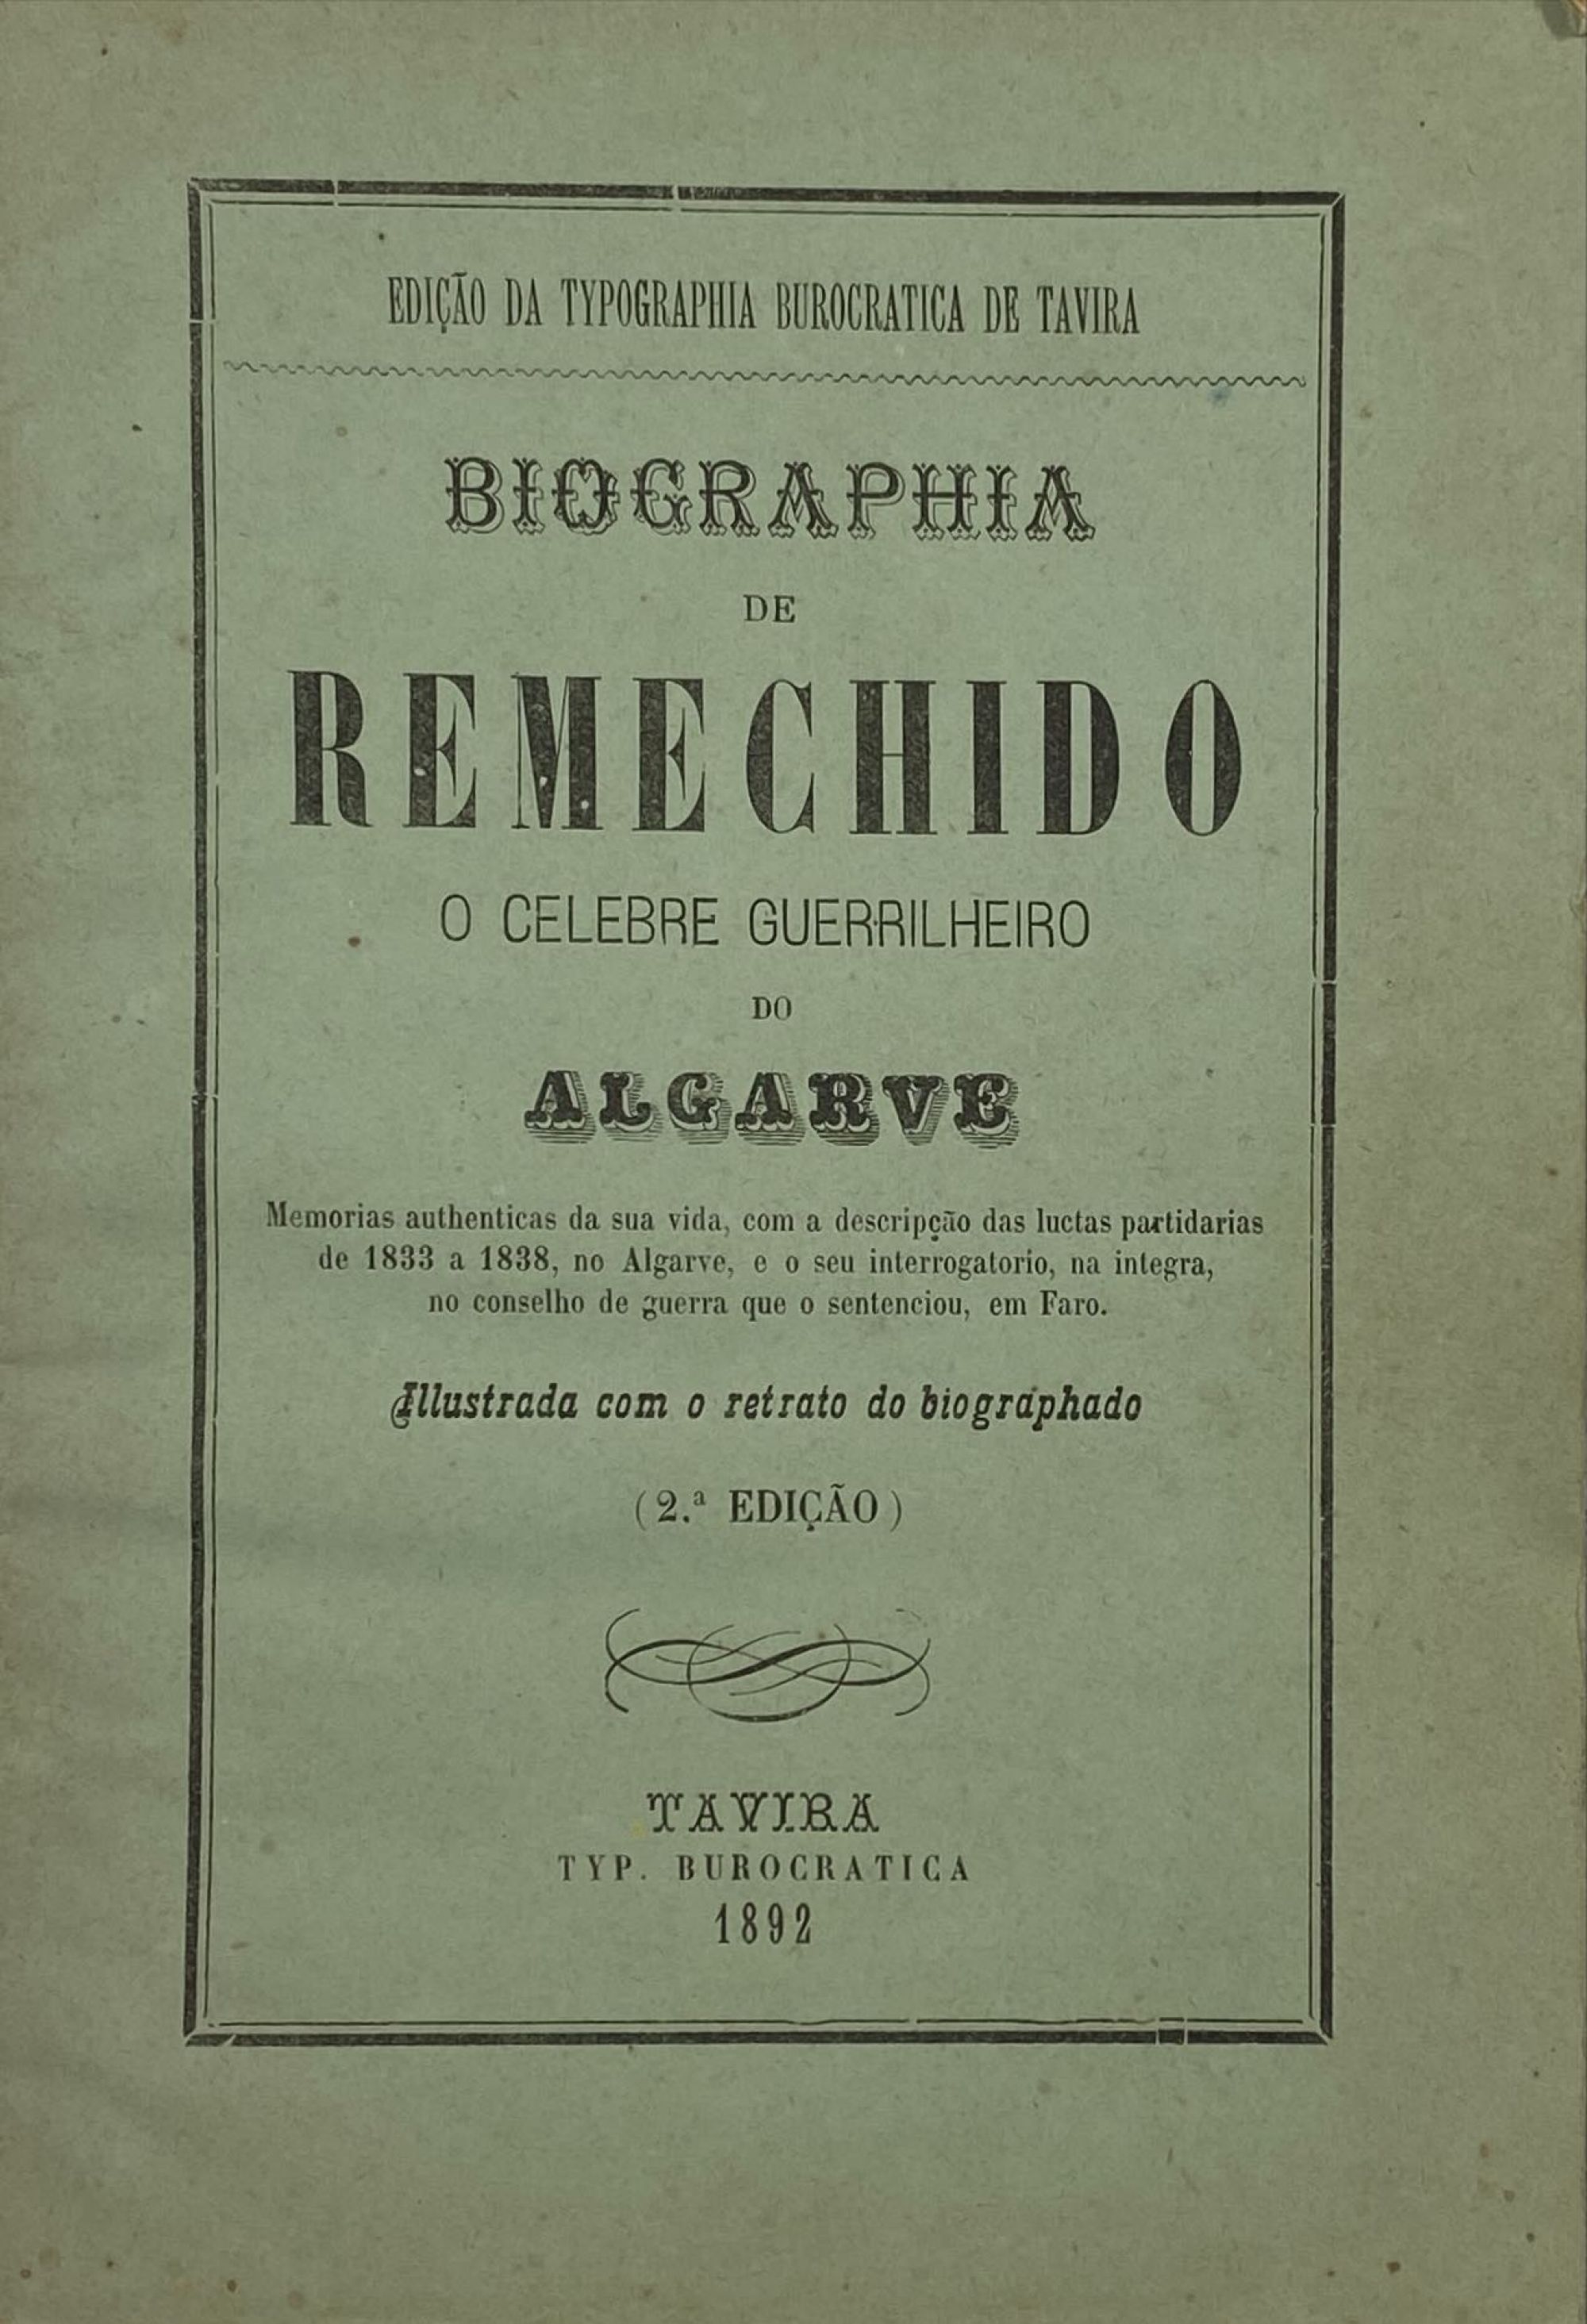 EDIÇÃO DA TYPOGRAPHIA BUROCRATICA DE TAVIRA
BIOGRAPHIA
DE
REMECHIDO
O CELEBRE GUERRILHEIRO
DO
ALGARVE
Memorias authenticas da sua vida, com a descripção das luctas partidarias
de 1833 a 1838, no Algarve, e o seu interrogatorio, na integra,
no conselho de guerra que o sentenciou, em Faro.
Illustrada com o retrato do biographado
(2.ª EDIÇÃO)
TAVIRA
TYP. BUROCRATICA
1892